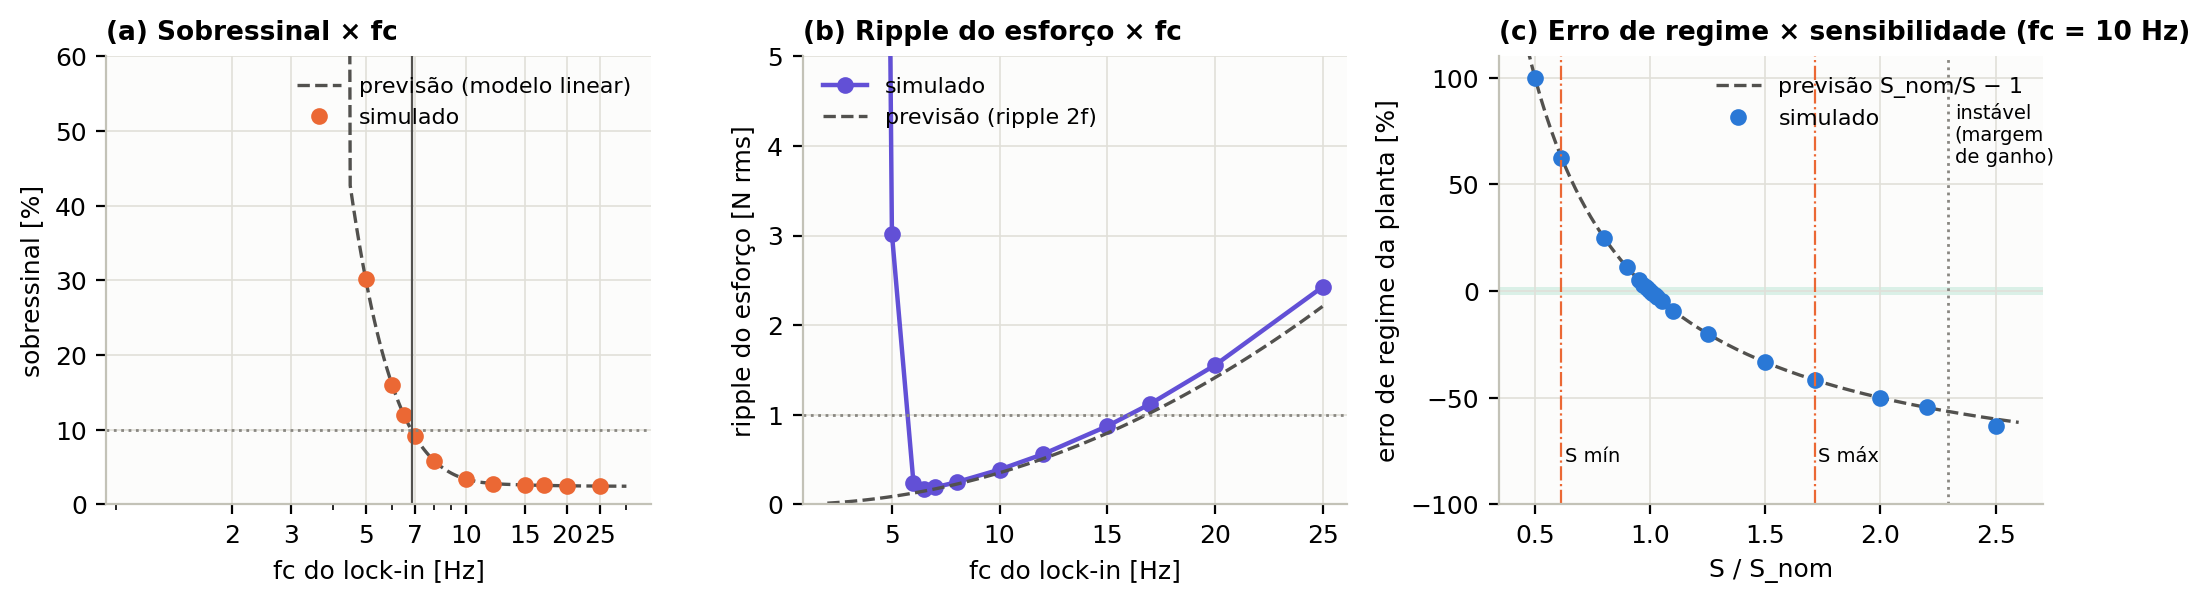 (a) Sobressinal × fc
60
50
40
30
20
10
0
sobressinal [%]
previsão (modelo linear)
simulado
2
3
5
7
10
15
20
25
fc do lock-in [Hz]
(b) Ripple do esforço × fc
5
4
3
2
1
0
ripple do esforço [N rms]
simulado
previsão (ripple 2f)
5
10
15
20
25
fc do lock-in [Hz]
(c) Erro de regime × sensibilidade (fc = 10 Hz)
100
50
0
−50
−100
erro de regime da planta [%]
previsão S_nom/S − 1
simulado
instável
(margem
de ganho)
S mín
S máx
0.5
1.0
1.5
2.0
2.5
S / S_nom